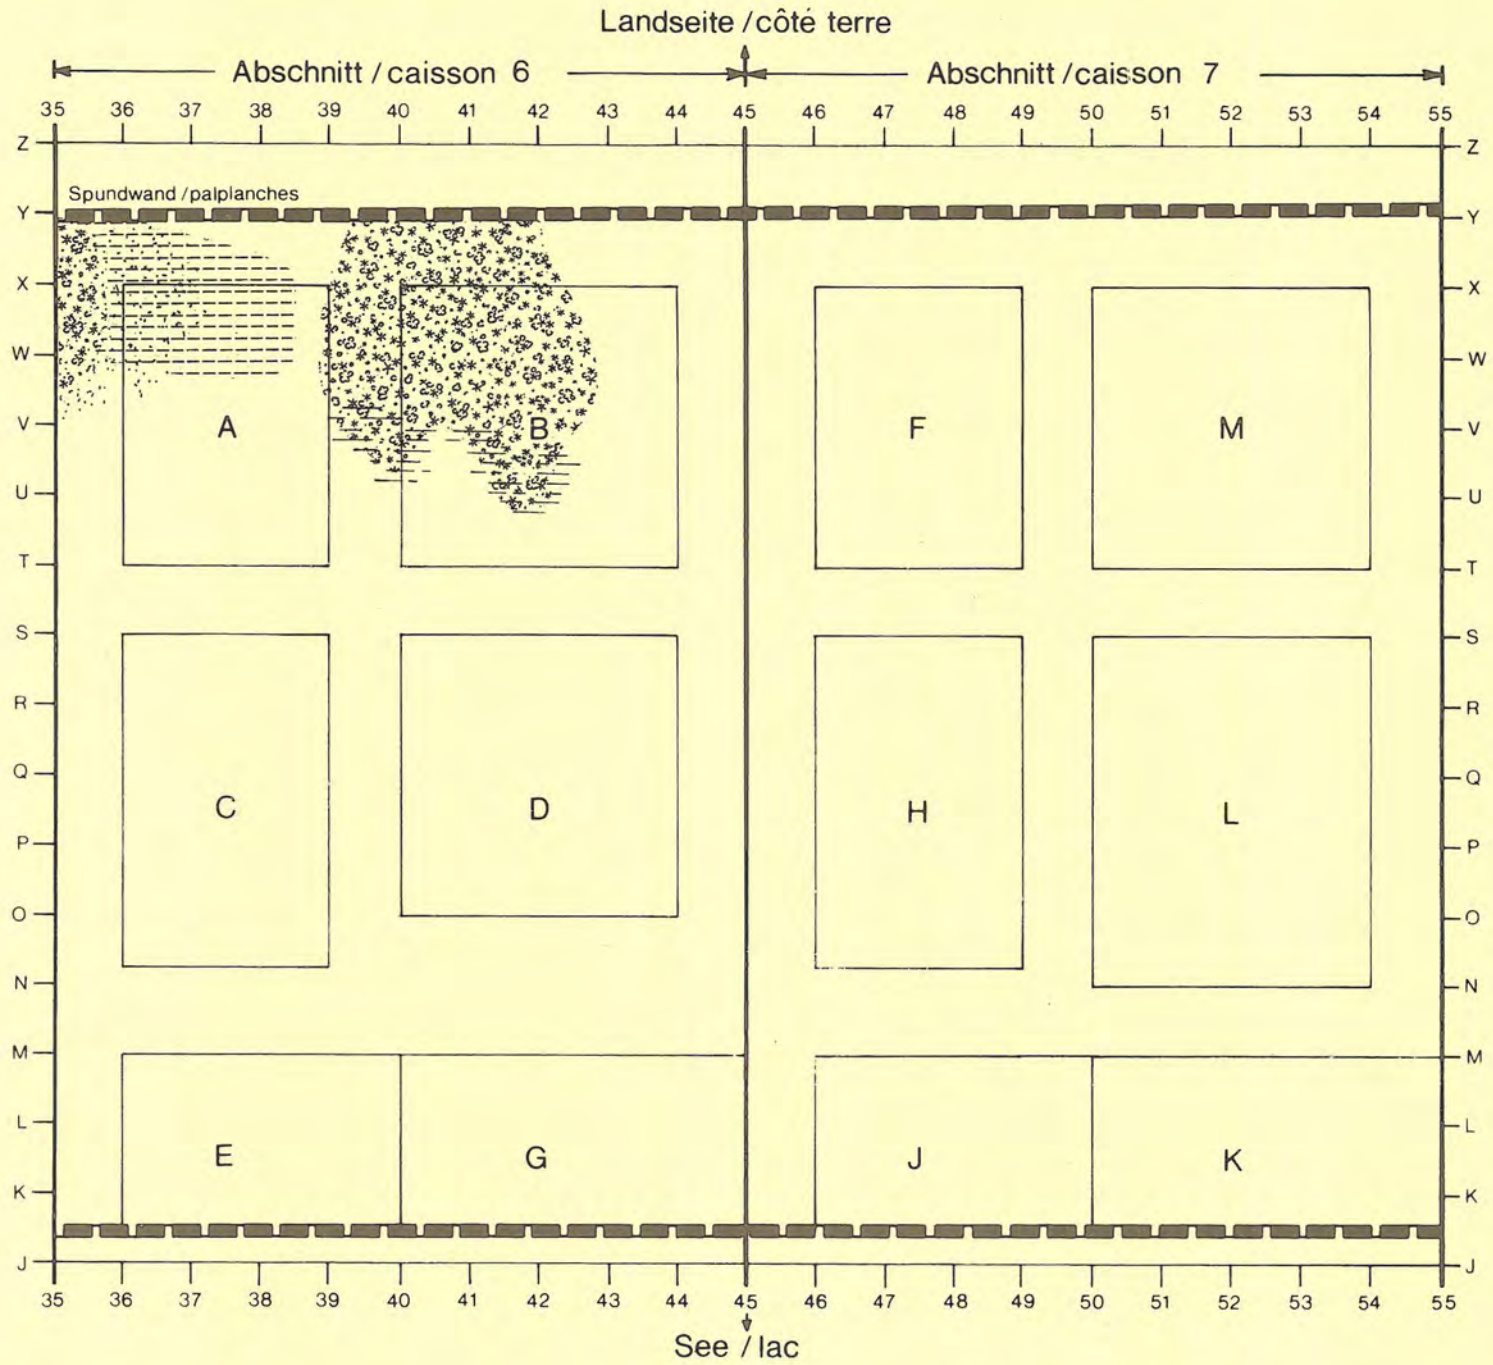 Landseite / côté terre
Abschnitt / caisson 6 Abschnitt / caisson 7
35 36 37 38 39 40 41 42 43 44 45 46 47 48 49 50 51 52 53 54 55
Z Z
Spundwand / palplanches
Y Y
X X
W W
V A B F M V
U U
T T
S S
R R
Q Q
C D H L
P P
O O
N N
M M
L L
E G J K
K K
J J
35 36 37 38 39 40 41 42 43 44 45 46 47 48 49 50 51 52 53 54 55
See / lac